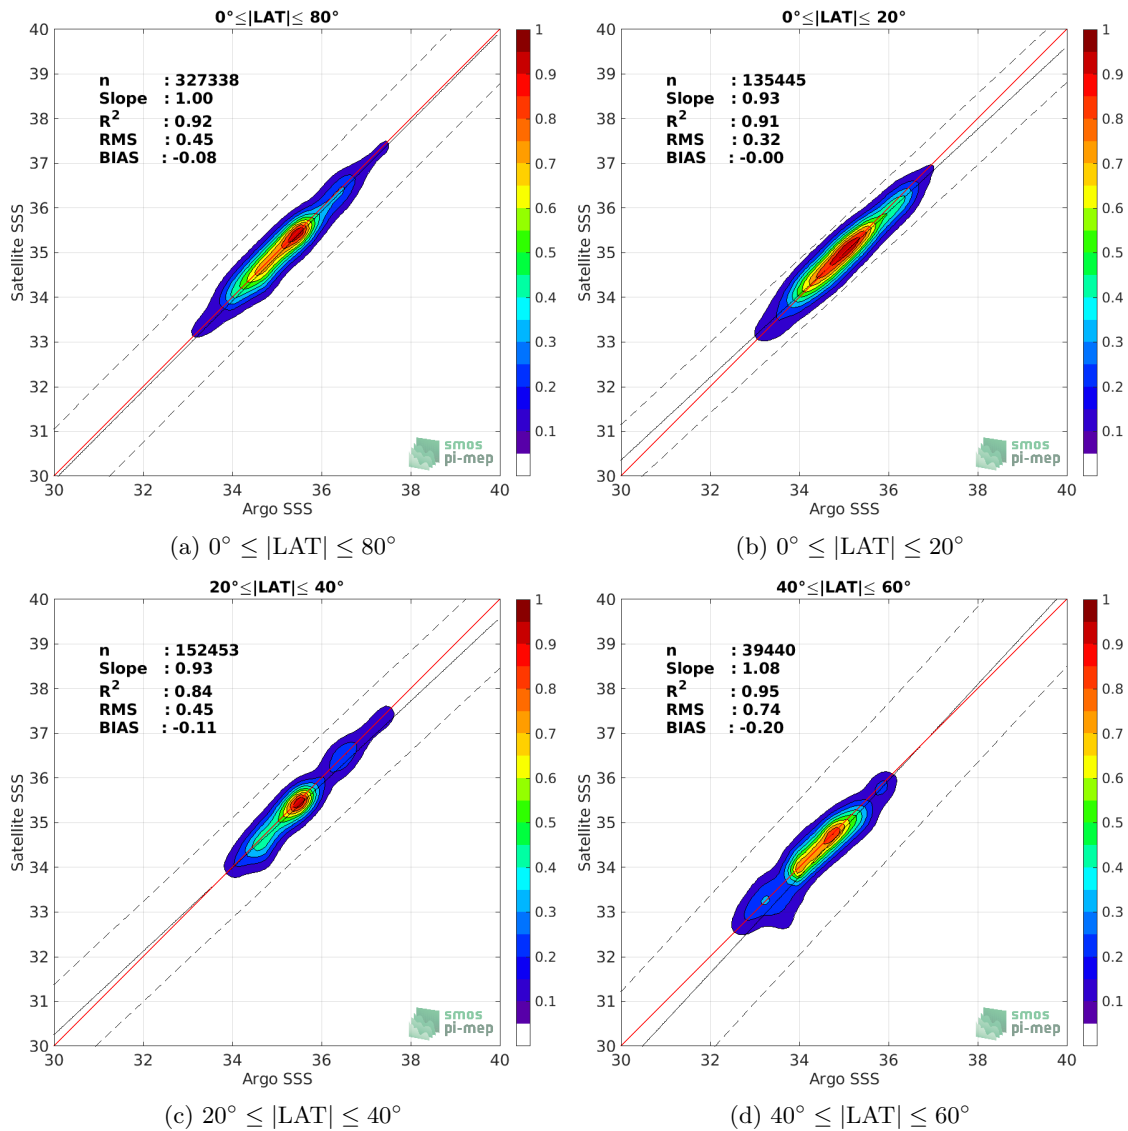 0°≤|LAT|≤ 80°
n : 327338
Slope : 1.00
R² : 0.92
RMS : 0.45
BIAS : -0.08
40
39
38
37
36
35
34
33
32
31
30
30 32 34 36 38 40
Satellite SSS
Argo SSS
1
0.9
0.8
0.7
0.6
0.5
0.4
0.3
0.2
0.1
smos
pi-mep
(a) 0° ≤ |LAT| ≤ 80°
0°≤|LAT|≤ 20°
n : 135445
Slope : 0.93
R² : 0.91
RMS : 0.32
BIAS : -0.00
40
39
38
37
36
35
34
33
32
31
30
30 32 34 36 38 40
Satellite SSS
Argo SSS
1
0.9
0.8
0.7
0.6
0.5
0.4
0.3
0.2
0.1
smos
pi-mep
(b) 0° ≤ |LAT| ≤ 20°
20°≤|LAT|≤ 40°
n : 152453
Slope : 0.93
R² : 0.84
RMS : 0.45
BIAS : -0.11
40
39
38
37
36
35
34
33
32
31
30
30 32 34 36 38 40
Satellite SSS
Argo SSS
1
0.9
0.8
0.7
0.6
0.5
0.4
0.3
0.2
0.1
smos
pi-mep
(c) 20° ≤ |LAT| ≤ 40°
40°≤|LAT|≤ 60°
n : 39440
Slope : 1.08
R² : 0.95
RMS : 0.74
BIAS : -0.20
40
39
38
37
36
35
34
33
32
31
30
30 32 34 36 38 40
Satellite SSS
Argo SSS
1
0.9
0.8
0.7
0.6
0.5
0.4
0.3
0.2
0.1
smos
pi-mep
(d) 40° ≤ |LAT| ≤ 60°